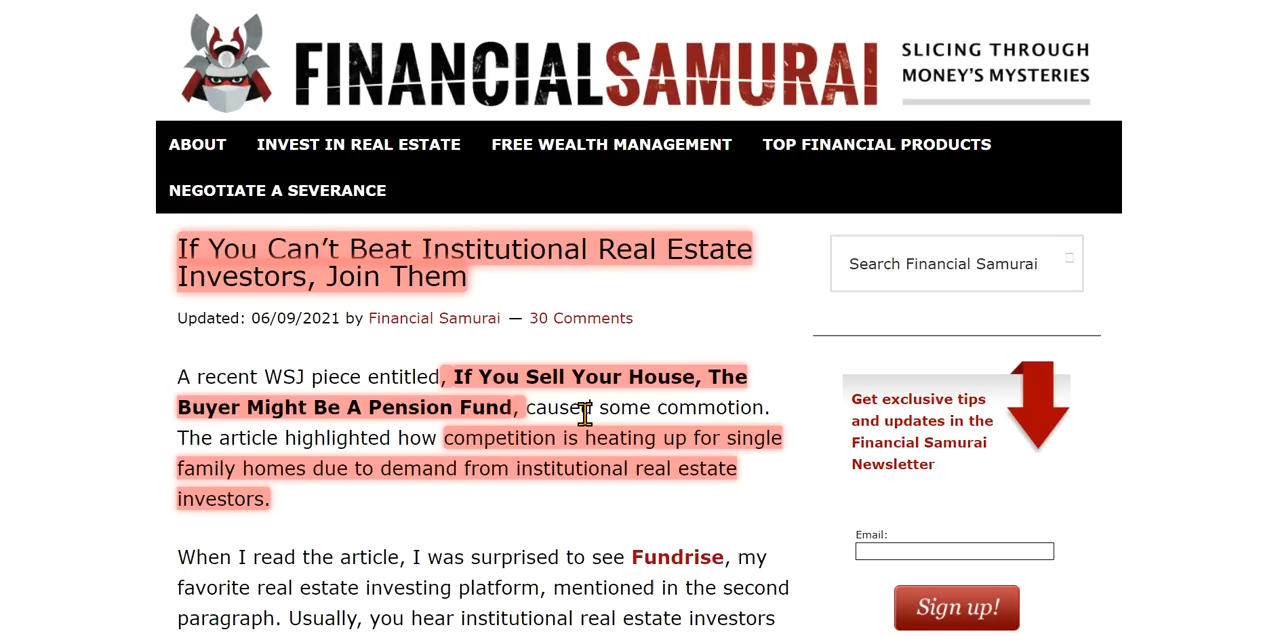 FINANCIALSAMURAI
SLICING THROUGH
MONEY'S MYSTERIES
ABOUT INVEST IN REAL ESTATE FREE WEALTH MANAGEMENT TOP FINANCIAL PRODUCTS
NEGOTIATE A SEVERANCE
If You Can’t Beat Institutional Real Estate
Investors, Join Them
Updated: 06/09/2021 by Financial Samurai — 30 Comments
A recent WSJ piece entitled, If You Sell Your House, The
Buyer Might Be A Pension Fund, caused some commotion.
The article highlighted how competition is heating up for single
family homes due to demand from institutional real estate
investors.
When I read the article, I was surprised to see Fundrise, my
favorite real estate investing platform, mentioned in the second
paragraph. Usually, you hear institutional real estate investors
Search Financial Samurai
Get exclusive tips
and updates in the
Financial Samurai
Newsletter
Email:
Sign up!